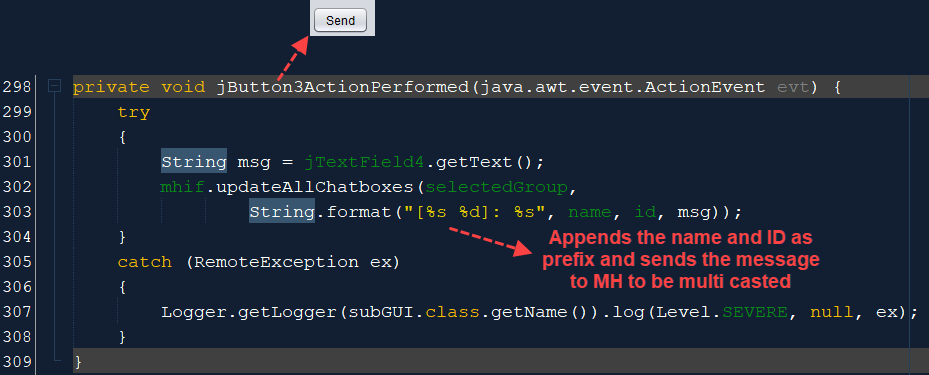 Send
298 private void jButton3ActionPerformed(java.awt.event.ActionEvent evt) {
299 try
300 {
301 String msg = jTextField4.getText();
302 mhif.updateAllChatboxes(selectedGroup,
303 String.format("[%s %d]: %s", name, id, msg));
304 }
Appends the name and ID as
prefix and sends the message
to MH to be multi casted
305 catch (RemoteException ex)
306 {
307 Logger.getLogger(subGUI.class.getName()).log(Level.SEVERE, null, ex);
308 }
309 }